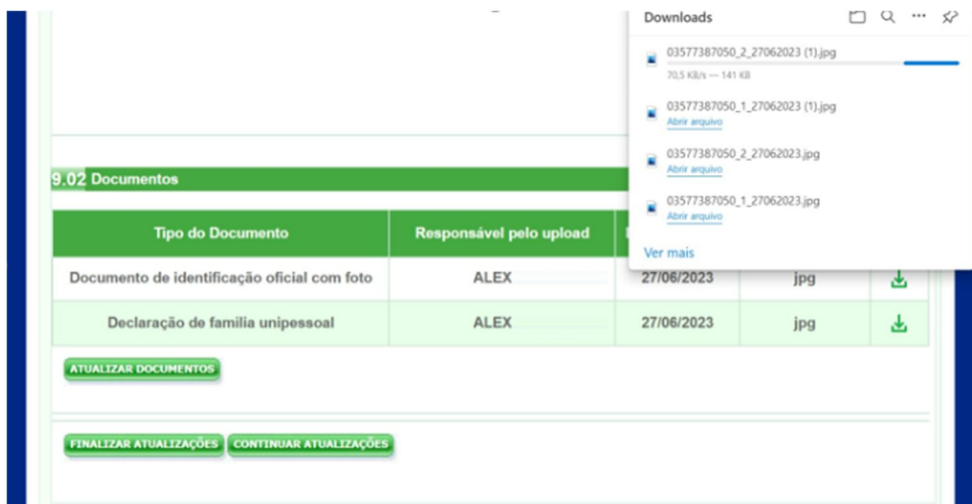 Downloads
03577387050_2_27062023 (1).jpg
70,5 KB/s — 141 KB
03577387050_1_27062023 (1).jpg
Abrir arquivo
03577387050_2_27062023.jpg
Abrir arquivo
03577387050_1_27062023.jpg
Abrir arquivo
Ver mais
9.02 Documentos
Tipo do Documento Responsável pelo upload
Documento de identificação oficial com foto ALEX 27/06/2023 jpg
Declaração de familia unipessoal ALEX 27/06/2023 jpg
ATUALIZAR DOCUMENTOS
FINALIZAR ATUALIZAÇÕES CONTINUAR ATUALIZAÇÕES